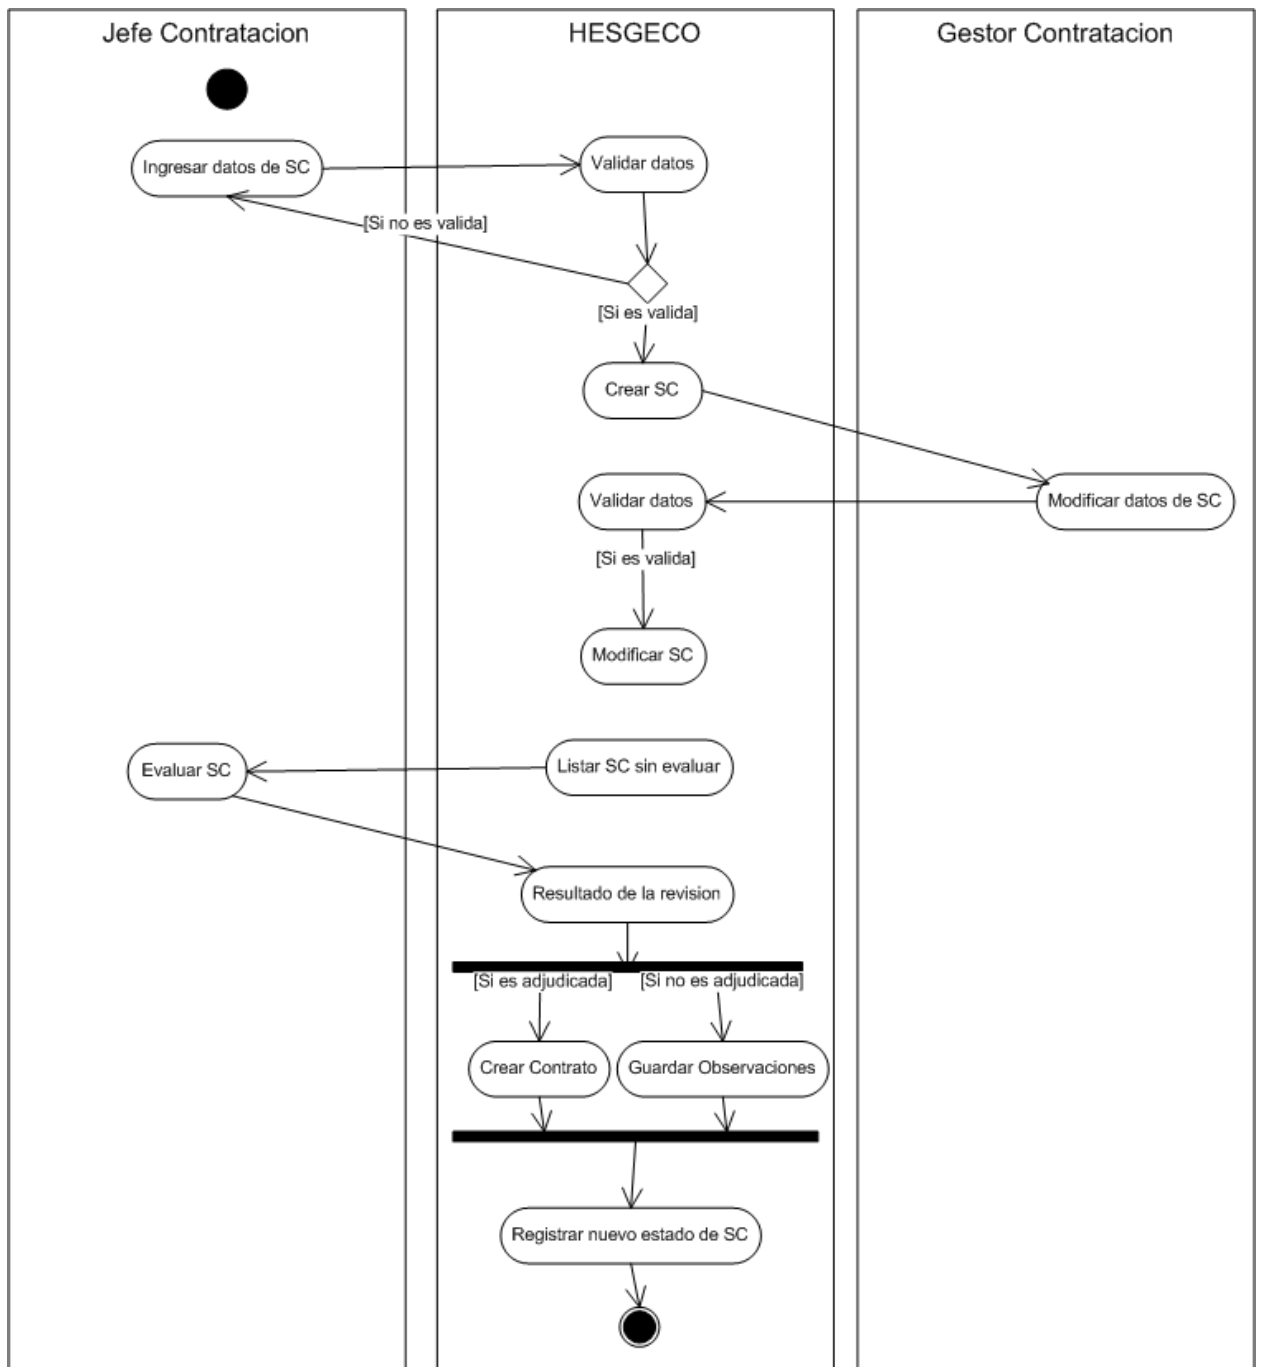 Jefe Contratacion
HESGECO
Gestor Contratacion
Ingresar datos de SC
Validar datos
[Si no es valida]
[Si es valida]
Crear SC
Validar datos
Modificar datos de SC
[Si es valida]
Modificar SC
Evaluar SC
Listar SC sin evaluar
Resultado de la revision
[Si es adjudicada]
[Si no es adjudicada]
Crear Contrato
Guardar Observaciones
Registrar nuevo estado de SC